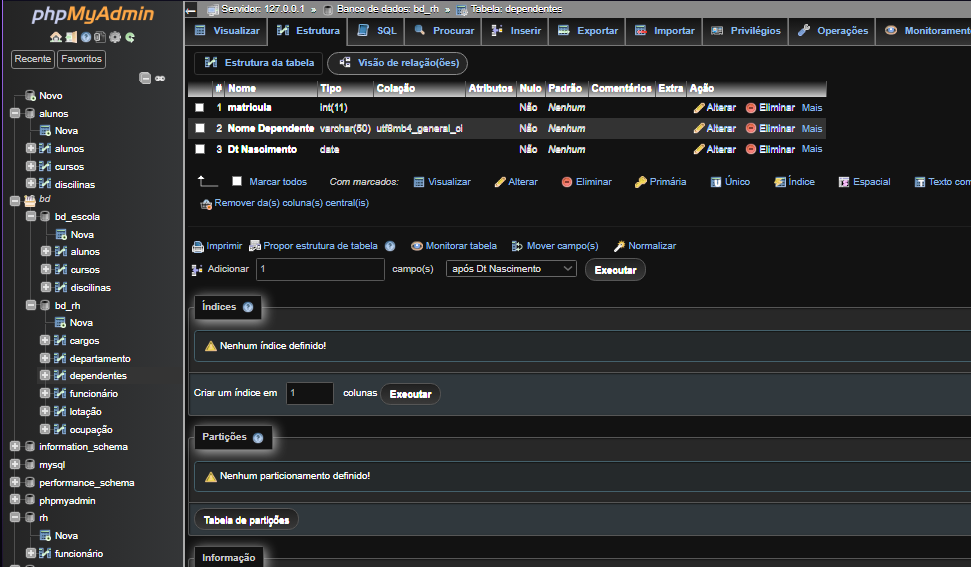 phpMyAdmin
Recente Favoritos
Novo
alunos
Nova
alunos
cursos
discilinas
bd
bd_escola
Nova
alunos
cursos
discilinas
bd_rh
Nova
cargos
departamento
dependentes
funcionário
lotação
ocupação
information_schema
mysql
performance_schema
phpmyadmin
rh
Nova
funcionário
Servidor: 127.0.0.1 » Banco de dados: bd_rh » Tabela: dependentes
Visualizar Estrutura SQL Procurar Inserir Exportar Importar Privilégios Operações Monitorament
Estrutura da tabela Visão de relação(ões)
# Nome Tipo Colação Atributos Nulo Padrão Comentários Extra Ação
1 matricula int(11) Não Nenhum Alterar Eliminar Mais
2 Nome Dependente varchar(50) utf8mb4_general_ci Não Nenhum Alterar Eliminar Mais
3 Dt Nascimento date Não Nenhum Alterar Eliminar Mais
Marcar todos Com marcados: Visualizar Alterar Eliminar Primária Único Índice Espacial Texto com
Remover da(s) coluna(s) central(is)
Imprimir Propor estrutura de tabela Monitorar tabela Mover campo(s) Normalizar
Adicionar 1 campo(s) após Dt Nascimento Executar
Índices
Nenhum índice definido!
Criar um índice em 1 colunas Executar
Partições
Nenhum particionamento definido!
Tabela de partições
Informação